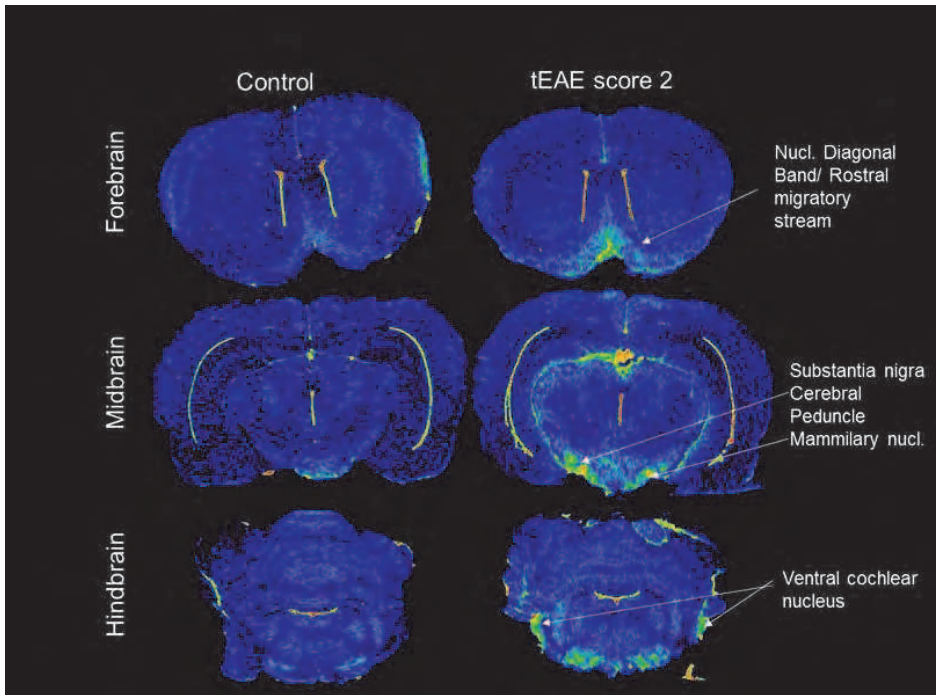 Control
tEAE score 2
Forebrain
Nucl. Diagonal
Band/ Rostral
migratory
stream
Midbrain
Substantia nigra
Cerebral
Peduncle
Mammilary nucl.
Hindbrain
Ventral cochlear
nucleus